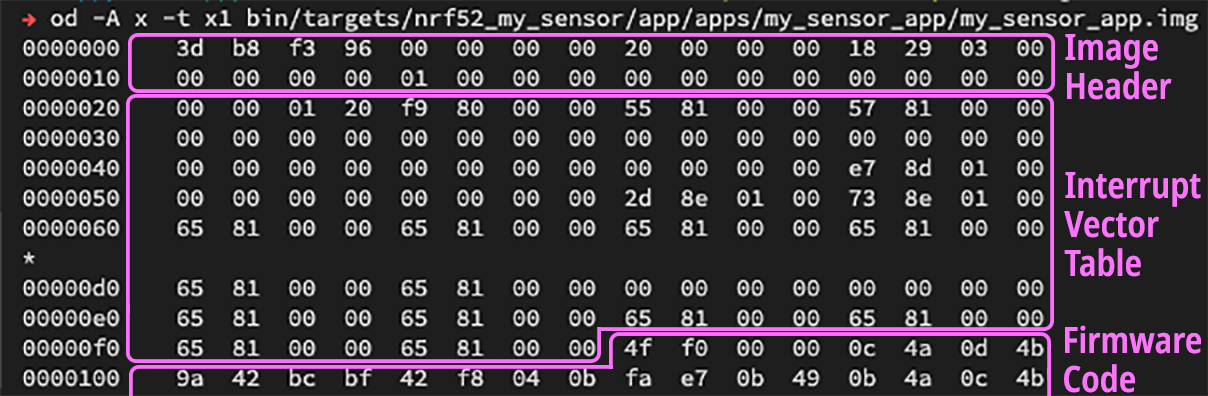 → od -A x -t x1 bin/targets/nrf52_my_sensor/app/apps/my_sensor_app/my_sensor_app.img
0000000 3d b8 f3 96 00 00 00 00 20 00 00 00 18 29 03 00
0000010 00 00 00 00 01 00 00 00 00 00 00 00 00 00 00 00
Image
Header
0000020 00 00 01 20 f9 80 00 00 55 81 00 00 57 81 00 00
0000030 00 00 00 00 00 00 00 00 00 00 00 00 00 00 00 00
0000040 00 00 00 00 00 00 00 00 00 00 00 00 e7 8d 01 00
0000050 00 00 00 00 00 00 00 00 2d 8e 01 00 73 8e 01 00
0000060 65 81 00 00 65 81 00 00 65 81 00 00 65 81 00 00
*
00000d0 65 81 00 00 65 81 00 00 00 00 00 00 00 00 00 00
00000e0 65 81 00 00 65 81 00 00 65 81 00 00 65 81 00 00
Interrupt
Vector
Table
00000f0 65 81 00 00 65 81 00 00 4f f0 00 00 0c 4a 0d 4b
0000100 9a 42 bc bf 42 f8 04 0b fa e7 0b 49 0b 4a 0c 4b
Firmware
Code